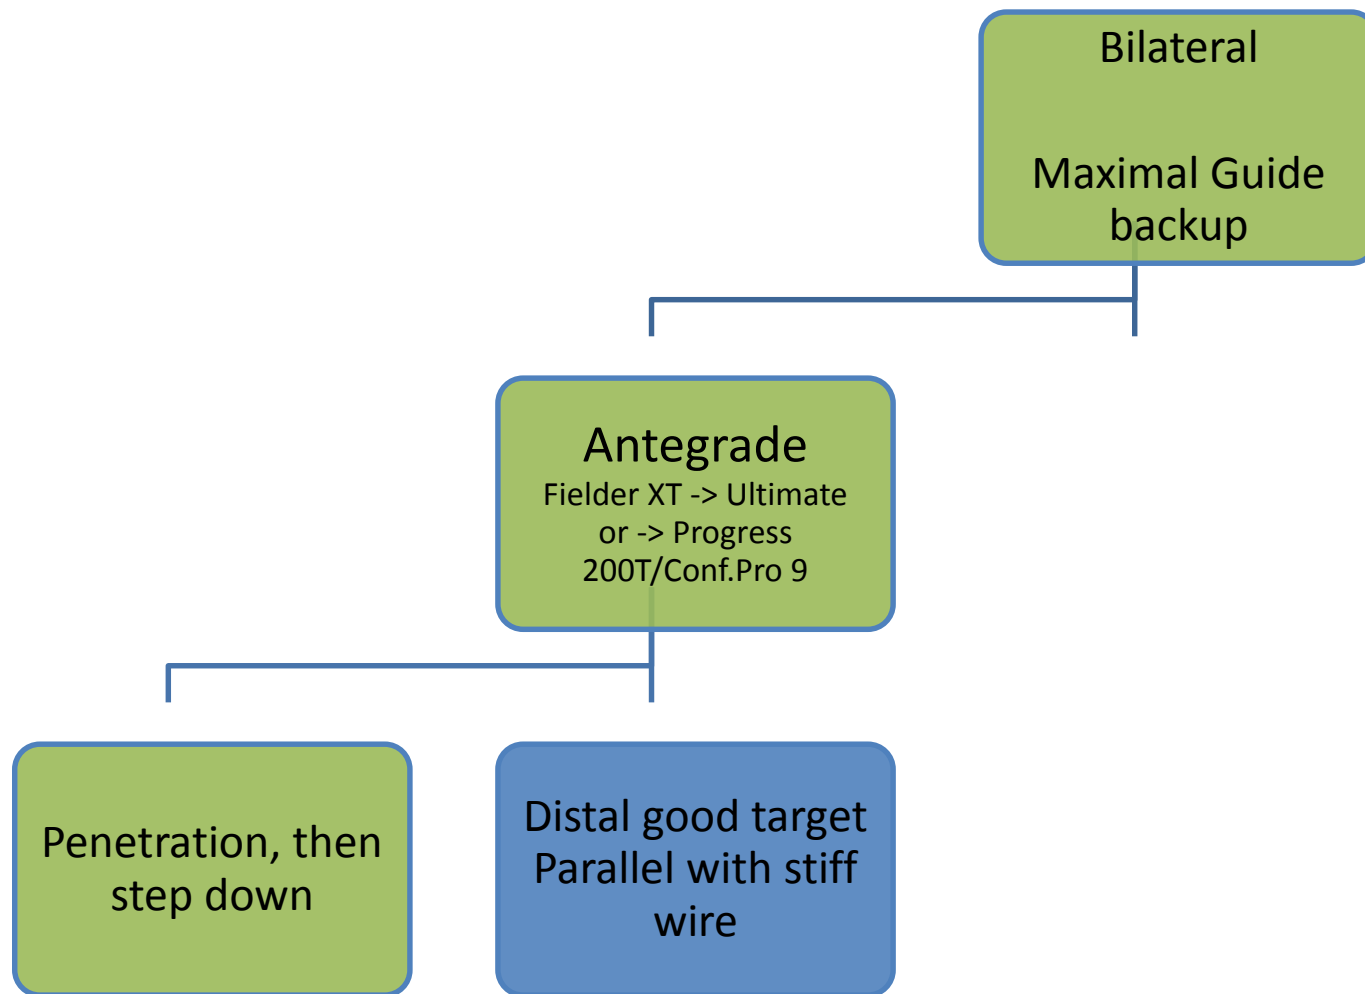 Bilateral
Maximal Guide
backup
Antegrade
Fielder XT -> Ultimate
or -> Progress
200T/Conf.Pro 9
Penetration, then
step down
Distal good target
Parallel with stiff
wire